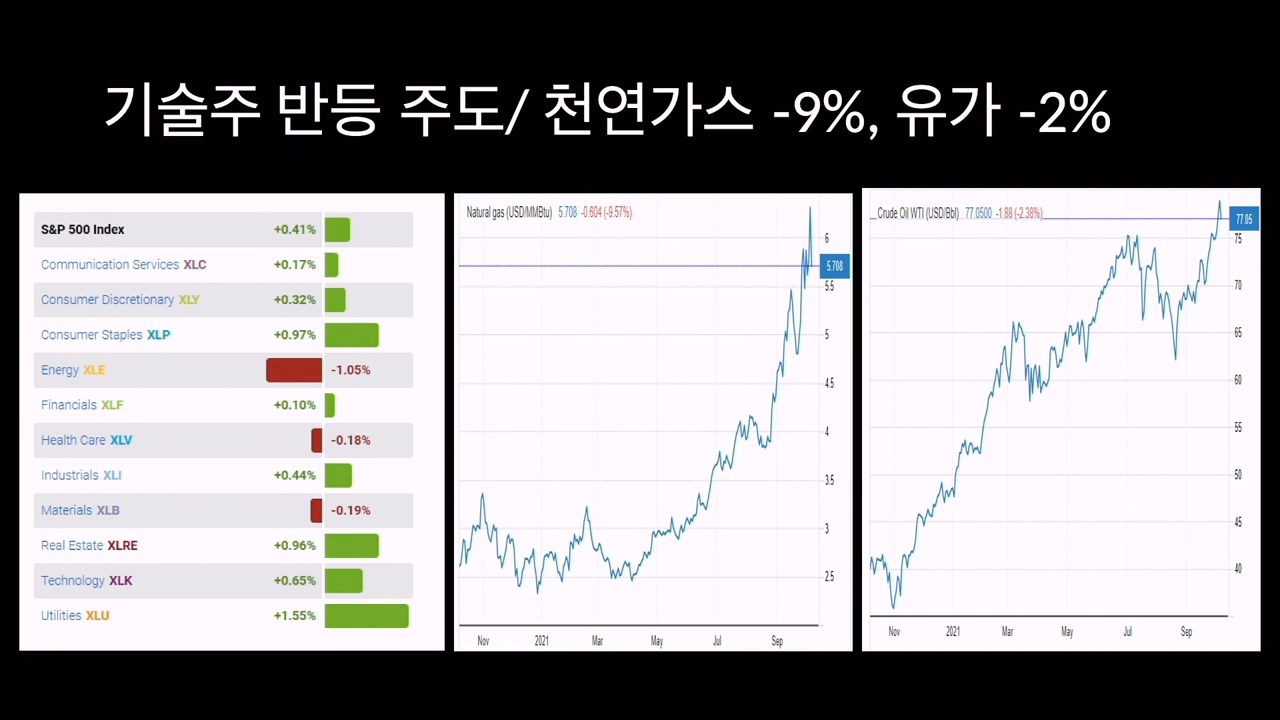 기술주 반등 주도/ 천연가스 -9%, 유가 -2%
S&P 500 Index +0.41%
Communication Services XLC +0.17%
Consumer Discretionary XLY +0.32%
Consumer Staples XLP +0.97%
Energy XLE -1.05%
Financials XLF +0.10%
Health Care XLV -0.18%
Industrials XLI +0.44%
Materials XLB -0.19%
Real Estate XLRE +0.96%
Technology XLK +0.65%
Utilities XLU +1.55%
Natural gas (USD/MMBtu) 5.708 -0.604 (-9.57%)
6
5.708
5.5
5
4.5
4
3.5
3
2.5
Nov 2021 Mar May Jul Sep
Crude Oil WTI (USD/Bbl) 77.0500 -1.88 (-2.38%)
77.05
75
70
65
60
55
50
45
40
Nov 2021 Mar May Jul Sep